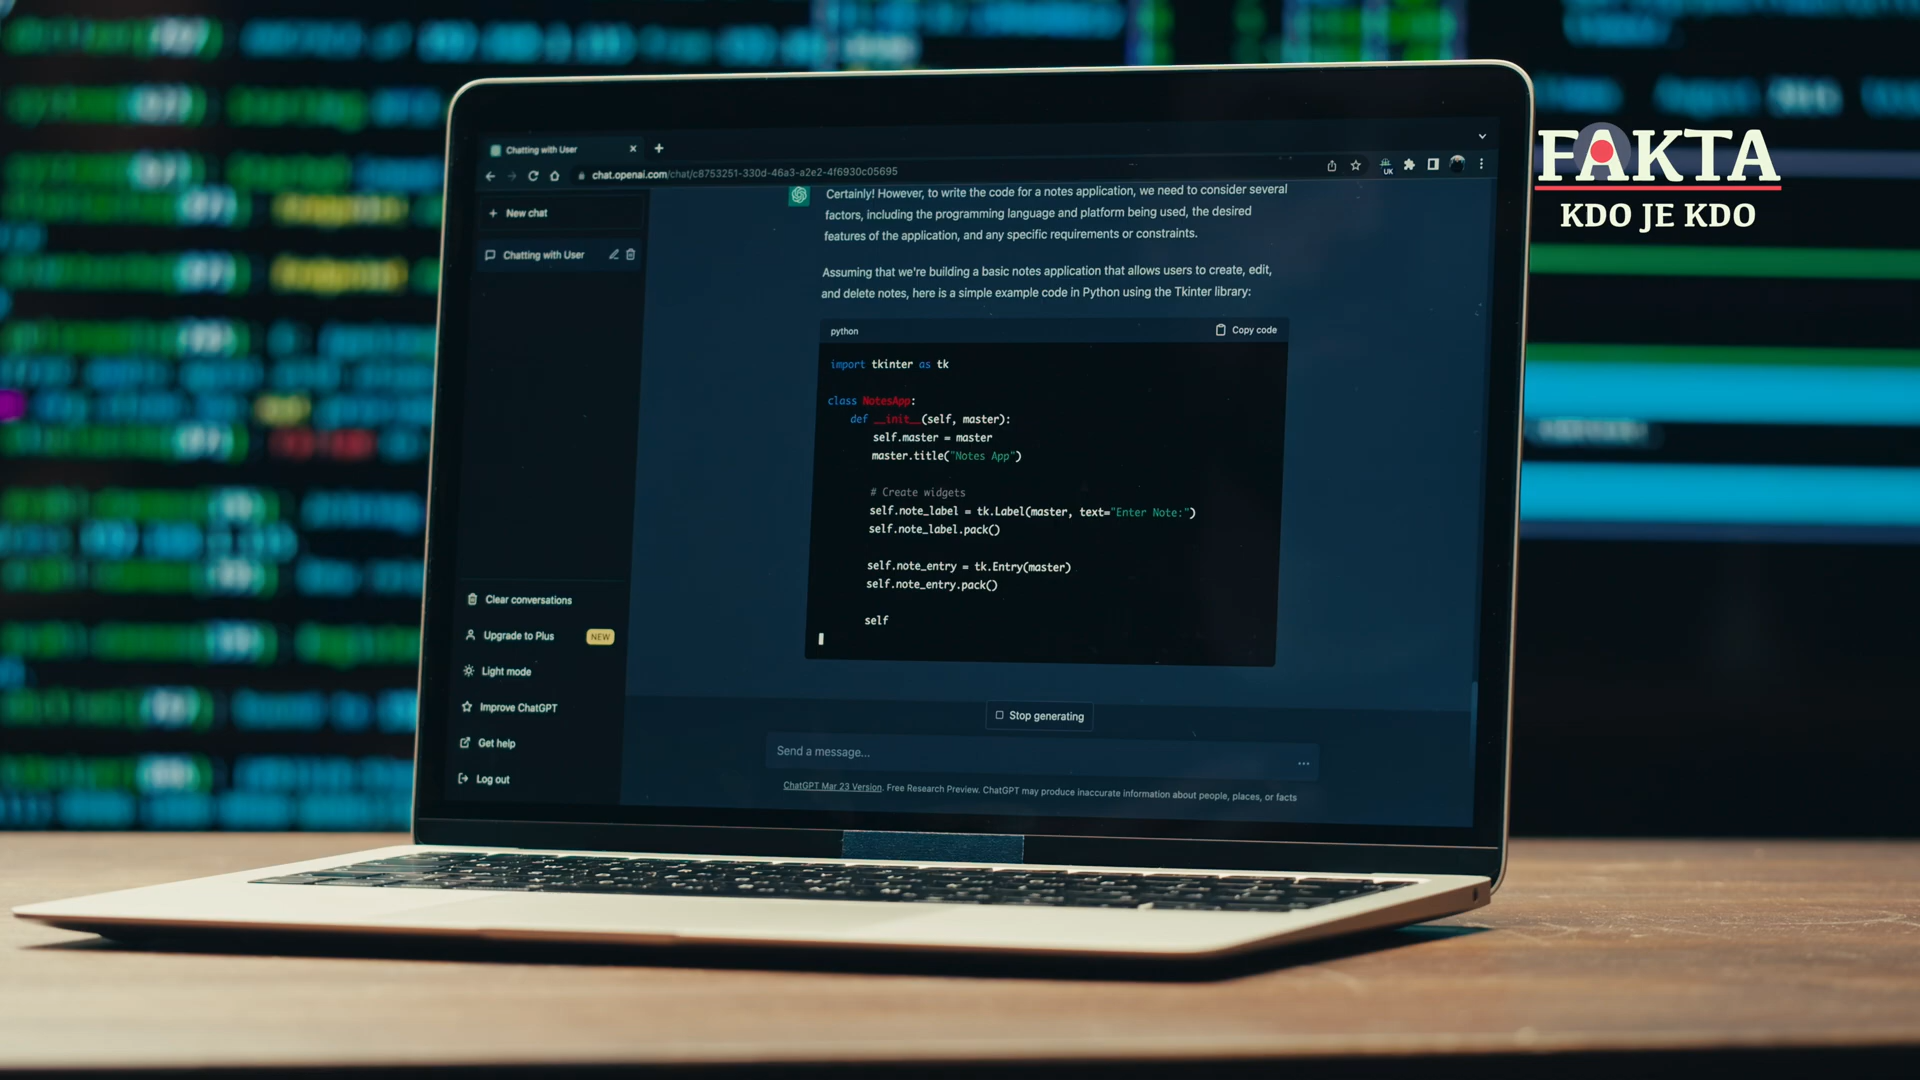 Chatting with User
chat.openai.com/chat/c8753251-330d-46a3-a2e2-4f6930c05695
UK
FAKTA
KDO JE KDO
New chat
Chatting with User
Certainly! However, to write the code for a notes application, we need to consider several
factors, including the programming language and platform being used, the desired
features of the application, and any specific requirements or constraints.
Assuming that we're building a basic notes application that allows users to create, edit,
and delete notes, here is a simple example code in Python using the Tkinter library:
python
Copy code
import tkinter as tk
class NotesApp:
def __init__(self, master):
self.master = master
master.title("Notes App")
# Create widgets
self.note_label = tk.Label(master, text="Enter Note:")
self.note_label.pack()
self.note_entry = tk.Entry(master)
self.note_entry.pack()
self
Clear conversations
Upgrade to Plus NEW
Light mode
Improve ChatGPT
Get help
Log out
Stop generating
Send a message...
ChatGPT Mar 23 Version. Free Research Preview. ChatGPT may produce inaccurate information about people, places, or facts